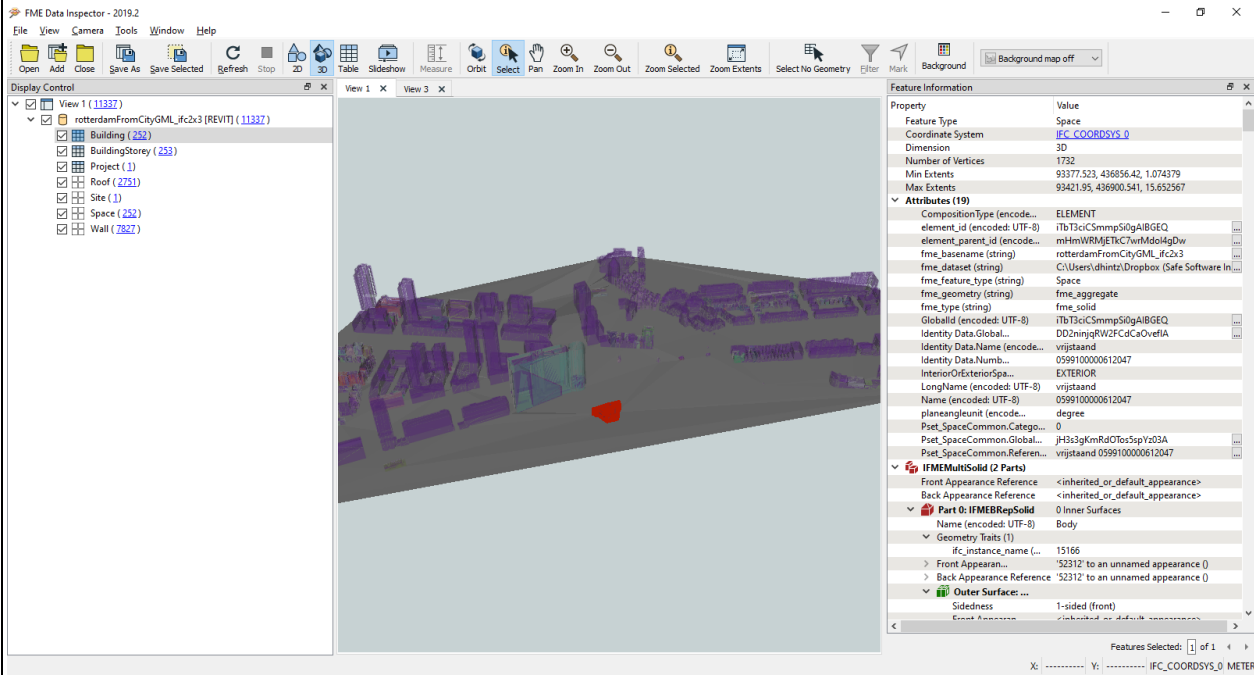 FME Data Inspector - 2019.2
File View Camera Tools Window Help
Open Add Close Save As Save Selected Refresh Stop 2D 3D Table Slideshow Measure Orbit Select Pan Zoom In Zoom Out Zoom Selected Zoom Extents Select No Geometry Filter Mark Background Background map off
Display Control
View 1 (11337)
rotterdamFromCityGML_ifc2x3 [REVIT] (11337)
Building (252)
BuildingStorey (253)
Project (1)
Roof (2751)
Site (1)
Space (252)
Wall (7827)
View 1 View 3
Feature Information
Property Value
Feature Type Space
Coordinate System IFC_COORDSYS_0
Dimension 3D
Number of Vertices 1732
Min Extents 93377.523, 436856.42, 1.074379
Max Extents 93421.95, 436900.541, 15.652567
Attributes (19)
CompositionType (encode... ELEMENT
element_id (encoded: UTF-8) iTbT3ciCSmmpSi0gAIBGEQ ...
element_parent_id (encode... mHmWRMjETkC7wrMdol4gDw ...
fme_basename (string) rotterdamFromCityGML_ifc2x3 ...
fme_dataset (string) C:\Users\dhintz\Dropbox (Safe Software In... ...
fme_feature_type (string) Space
fme_geometry (string) fme_aggregate
fme_type (string) fme_solid
GlobalId (encoded: UTF-8) iTbT3ciCSmmpSi0gAIBGEQ ...
Identity Data.Global... DD2ninjqRW2FCdCaOveflA ...
Identity Data.Name (encode... vrijstaand
Identity Data.Numb... 0599100000612047
InteriorOrExteriorSpa... EXTERIOR
LongName (encoded: UTF-8) vrijstaand
Name (encoded: UTF-8) 0599100000612047
planeangleunit (encode... degree
Pset_SpaceCommon.Catego... 0
Pset_SpaceCommon.Global... jH3s3gKmRdOTos5spYz03A ...
Pset_SpaceCommon.Referen... vrijstaand 0599100000612047 ...
IFMEMultiSolid (2 Parts)
Front Appearance Reference <inherited_or_default_appearance>
Back Appearance Reference <inherited_or_default_appearance>
Part 0: IFMEBRepSolid 0 Inner Surfaces
Name (encoded: UTF-8) Body
Geometry Traits (1)
ifc_instance_name (... 15166
Front Appearan... '52312' to an unnamed appearance ()
Back Appearance Reference '52312' to an unnamed appearance ()
Outer Surface: ...
Sidedness 1-sided (front)
Front Appearan... <inherited_or_default_appearance>
Features Selected: 1 of 1
X: ---------- Y: ---------- IFC_COORDSYS_0 METER